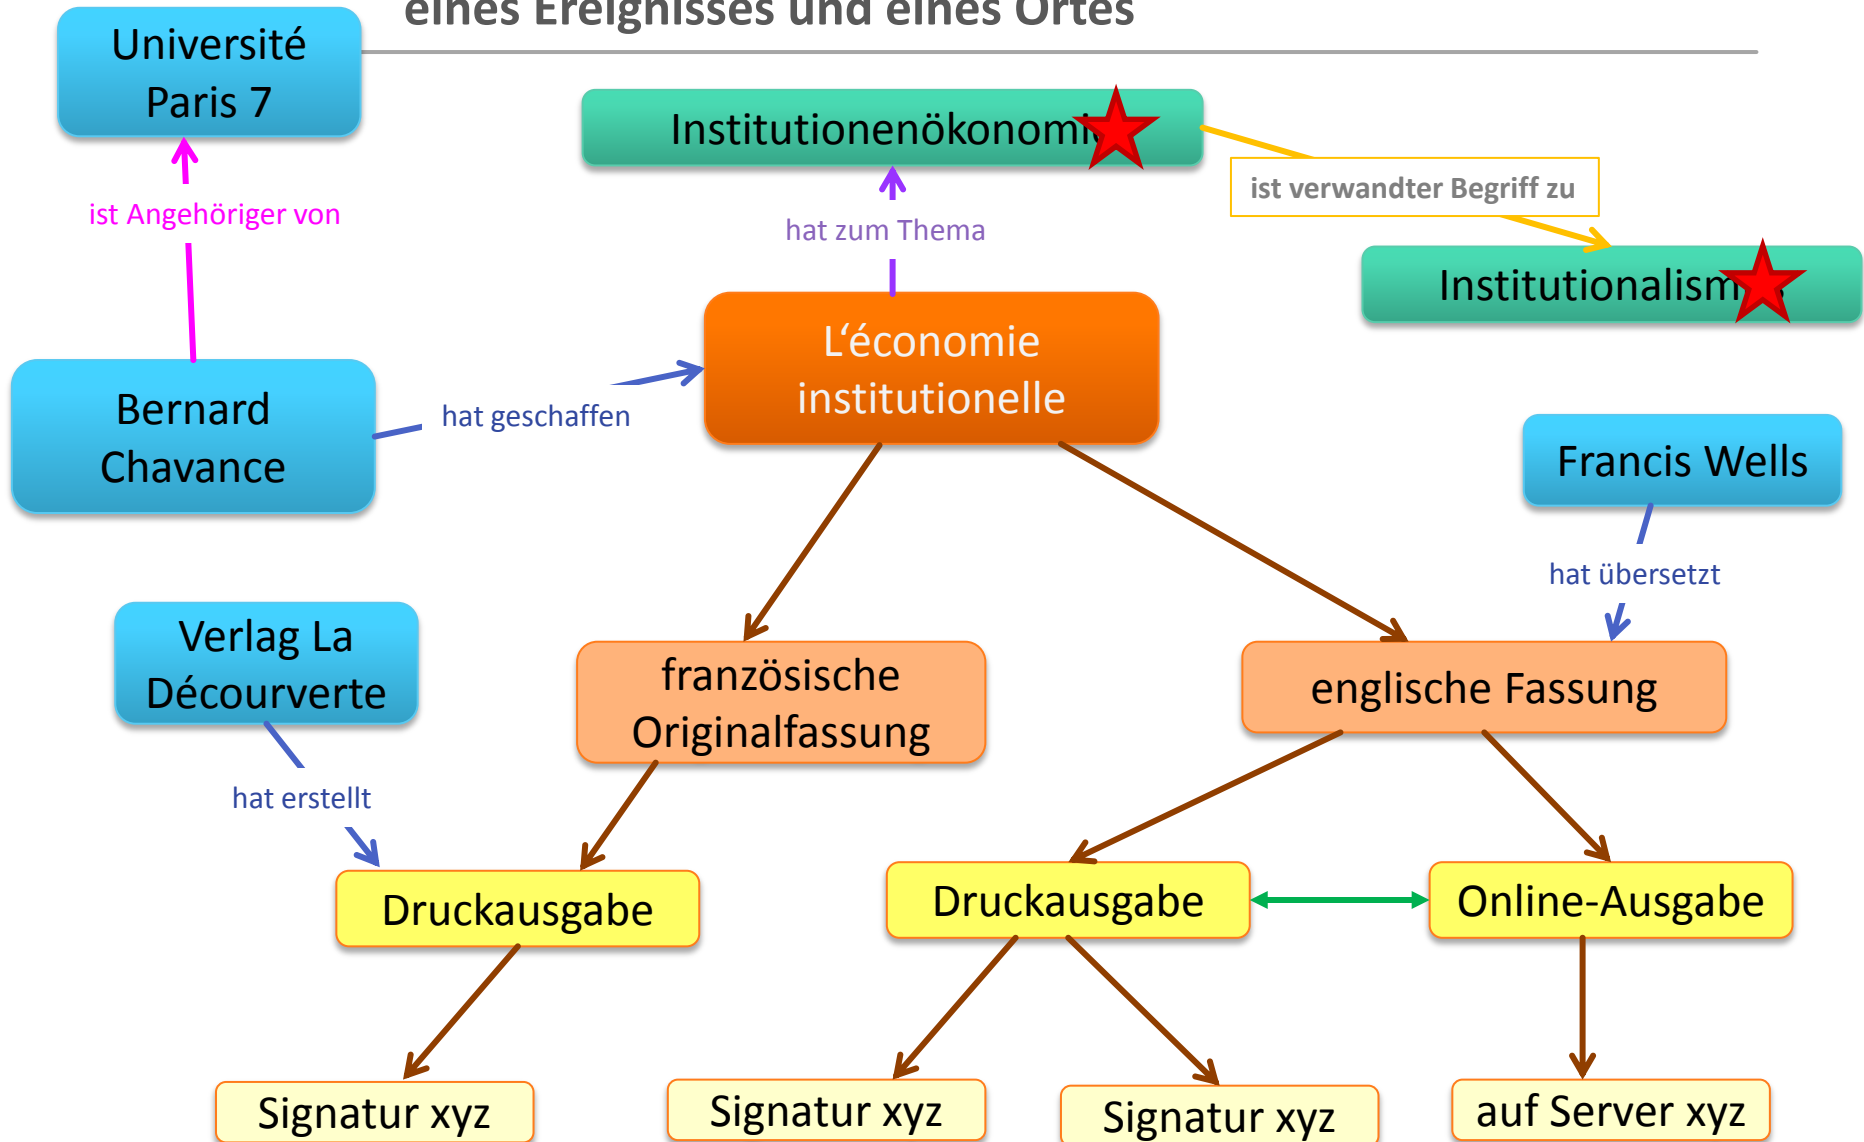 eines Ereignisses und eines Ortes
Université
Paris 7
Institutionenökonomi
ist verwandter Begriff zu
ist Angehöriger von
hat zum Thema
Institutionalism
L‘économie
institutionelle
Bernard
Chavance
hat geschaffen
Francis Wells
hat übersetzt
Verlag La
Décourverte
französische
Originalfassung
englische Fassung
hat erstellt
Druckausgabe
Druckausgabe
Online-Ausgabe
Signatur xyz
Signatur xyz
Signatur xyz
auf Server xyz